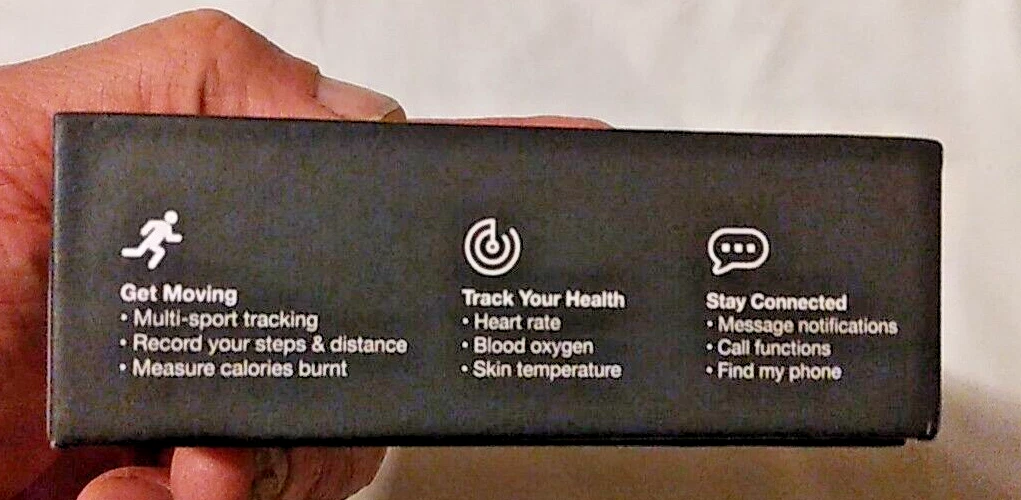 Get Moving
• Multi-sport tracking
• Record your steps & distance
• Measure calories burnt
Track Your Health
• Heart rate
• Blood oxygen
• Skin temperature
Stay Connected
• Message notifications
• Call functions
• Find my phone